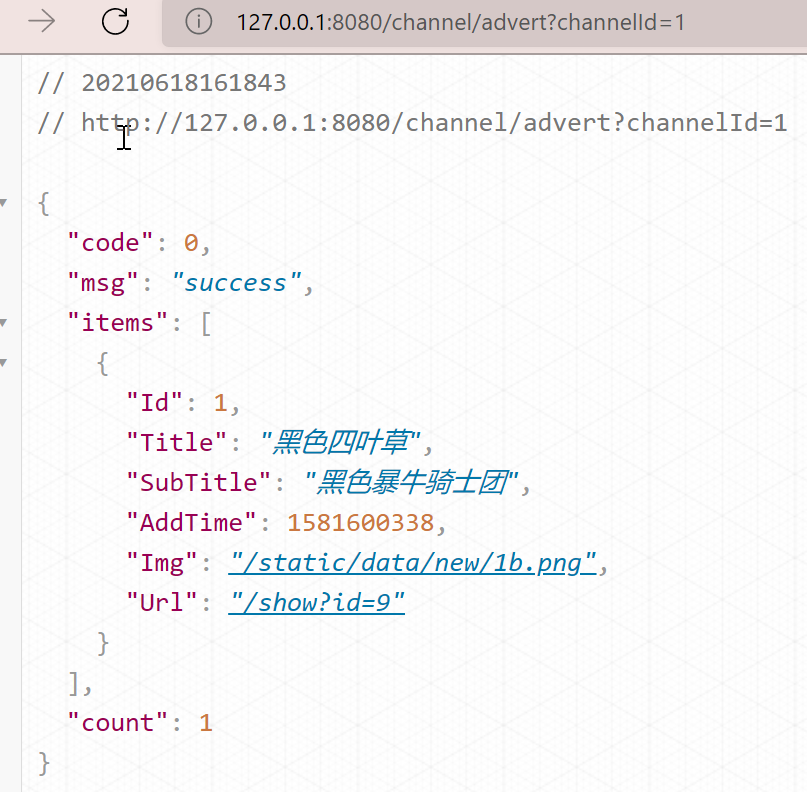 127.0.0.1:8080/channel/advert?channelId=1
// 20210618161843
// http://127.0.0.1:8080/channel/advert?channelId=1
{
"code": 0,
"msg": "success",
"items": [
{
"Id": 1,
"Title": "黑色四叶草",
"SubTitle": "黑色暴牛骑士团",
"AddTime": 1581600338,
"Img": "/static/data/new/1b.png",
"Url": "/show?id=9"
}
],
"count": 1
}